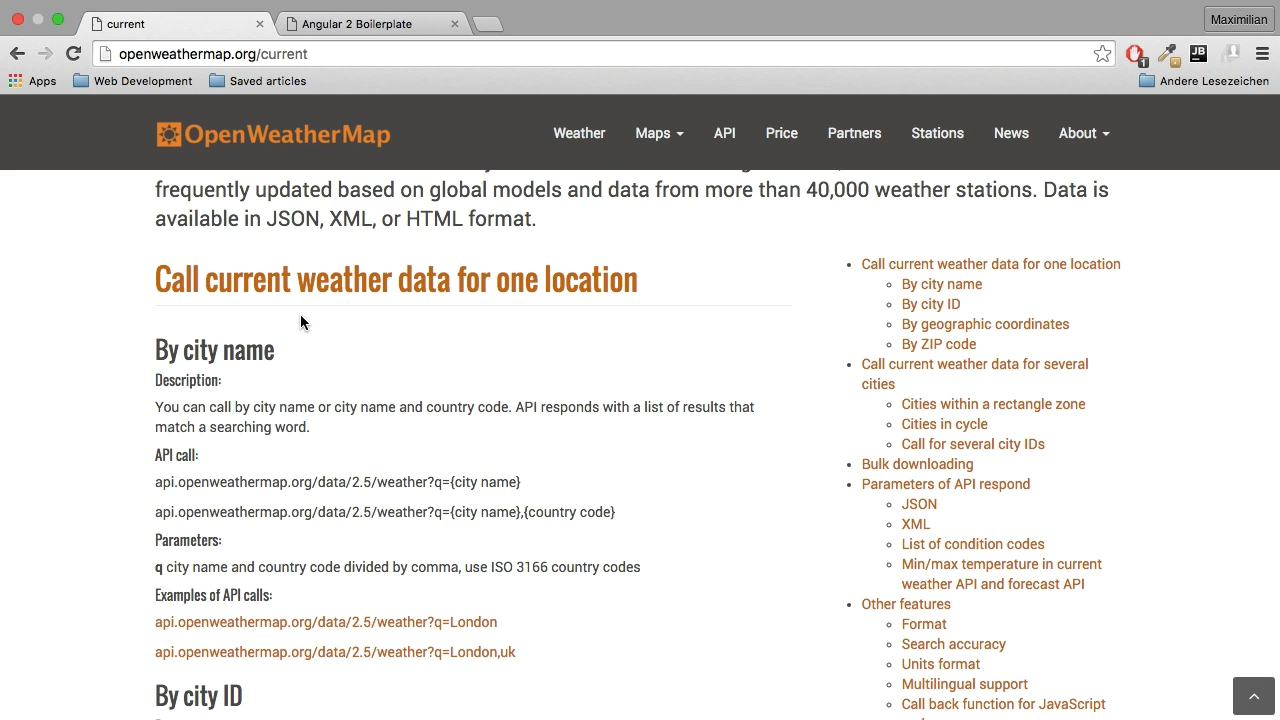 current
Angular 2 Boilerplate
Maximilian
openweathermap.org/current
1
JB
Apps
Web Development
Saved articles
Andere Lesezeichen
OpenWeatherMap
Weather
Maps
API
Price
Partners
Stations
News
About
frequently updated based on global models and data from more than 40,000 weather stations. Data is
available in JSON, XML, or HTML format.
Call current weather data for one location
By city name
Description:
You can call by city name or city name and country code. API responds with a list of results that
match a searching word.
API call:
api.openweathermap.org/data/2.5/weather?q={city name}
api.openweathermap.org/data/2.5/weather?q={city name},{country code}
Parameters:
q city name and country code divided by comma, use ISO 3166 country codes
Examples of API calls:
api.openweathermap.org/data/2.5/weather?q=London
api.openweathermap.org/data/2.5/weather?q=London,uk
By city ID
Call current weather data for one location
By city name
By city ID
By geographic coordinates
By ZIP code
Call current weather data for several
cities
Cities within a rectangle zone
Cities in cycle
Call for several city IDs
Bulk downloading
Parameters of API respond
JSON
XML
List of condition codes
Min/max temperature in current
weather API and forecast API
Other features
Format
Search accuracy
Units format
Multilingual support
Call back function for JavaScript